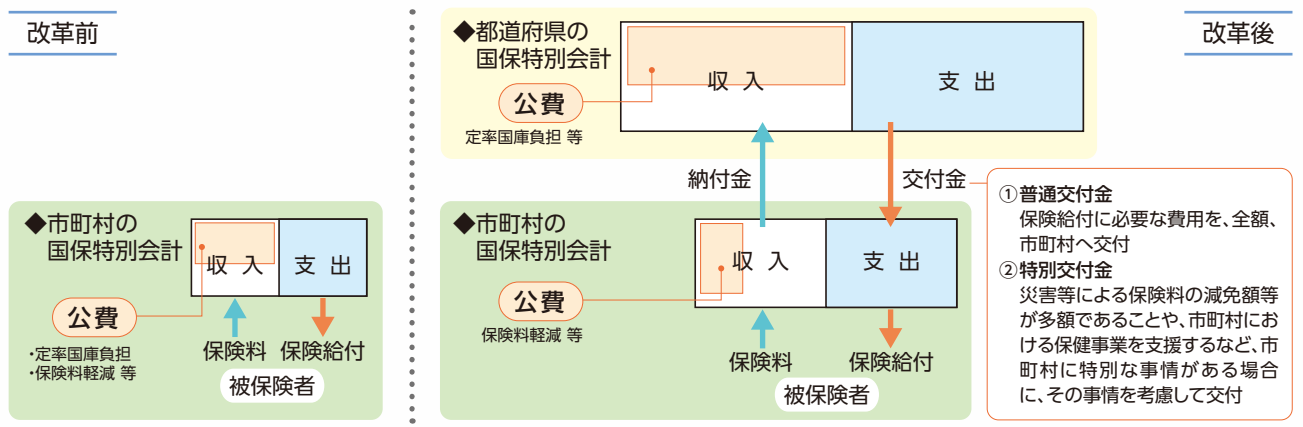 改革前
◆市町村の
国保特別会計
収 入
支 出
公費
・定率国庫負担
・保険料軽減 等
保険料
保険給付
被保険者
改革後
◆都道府県の
国保特別会計
収 入
支 出
公費
定率国庫負担 等
納付金
交付金
◆市町村の
国保特別会計
収 入
支 出
公費
保険料軽減 等
保険料
保険給付
被保険者
①普通交付金
保険給付に必要な費用を、全額、
市町村へ交付
②特別交付金
災害等による保険料の減免額等
が多額であることや、市町村にお
ける保健事業を支援するなど、市
町村に特別な事情がある場合
に、その事情を考慮して交付